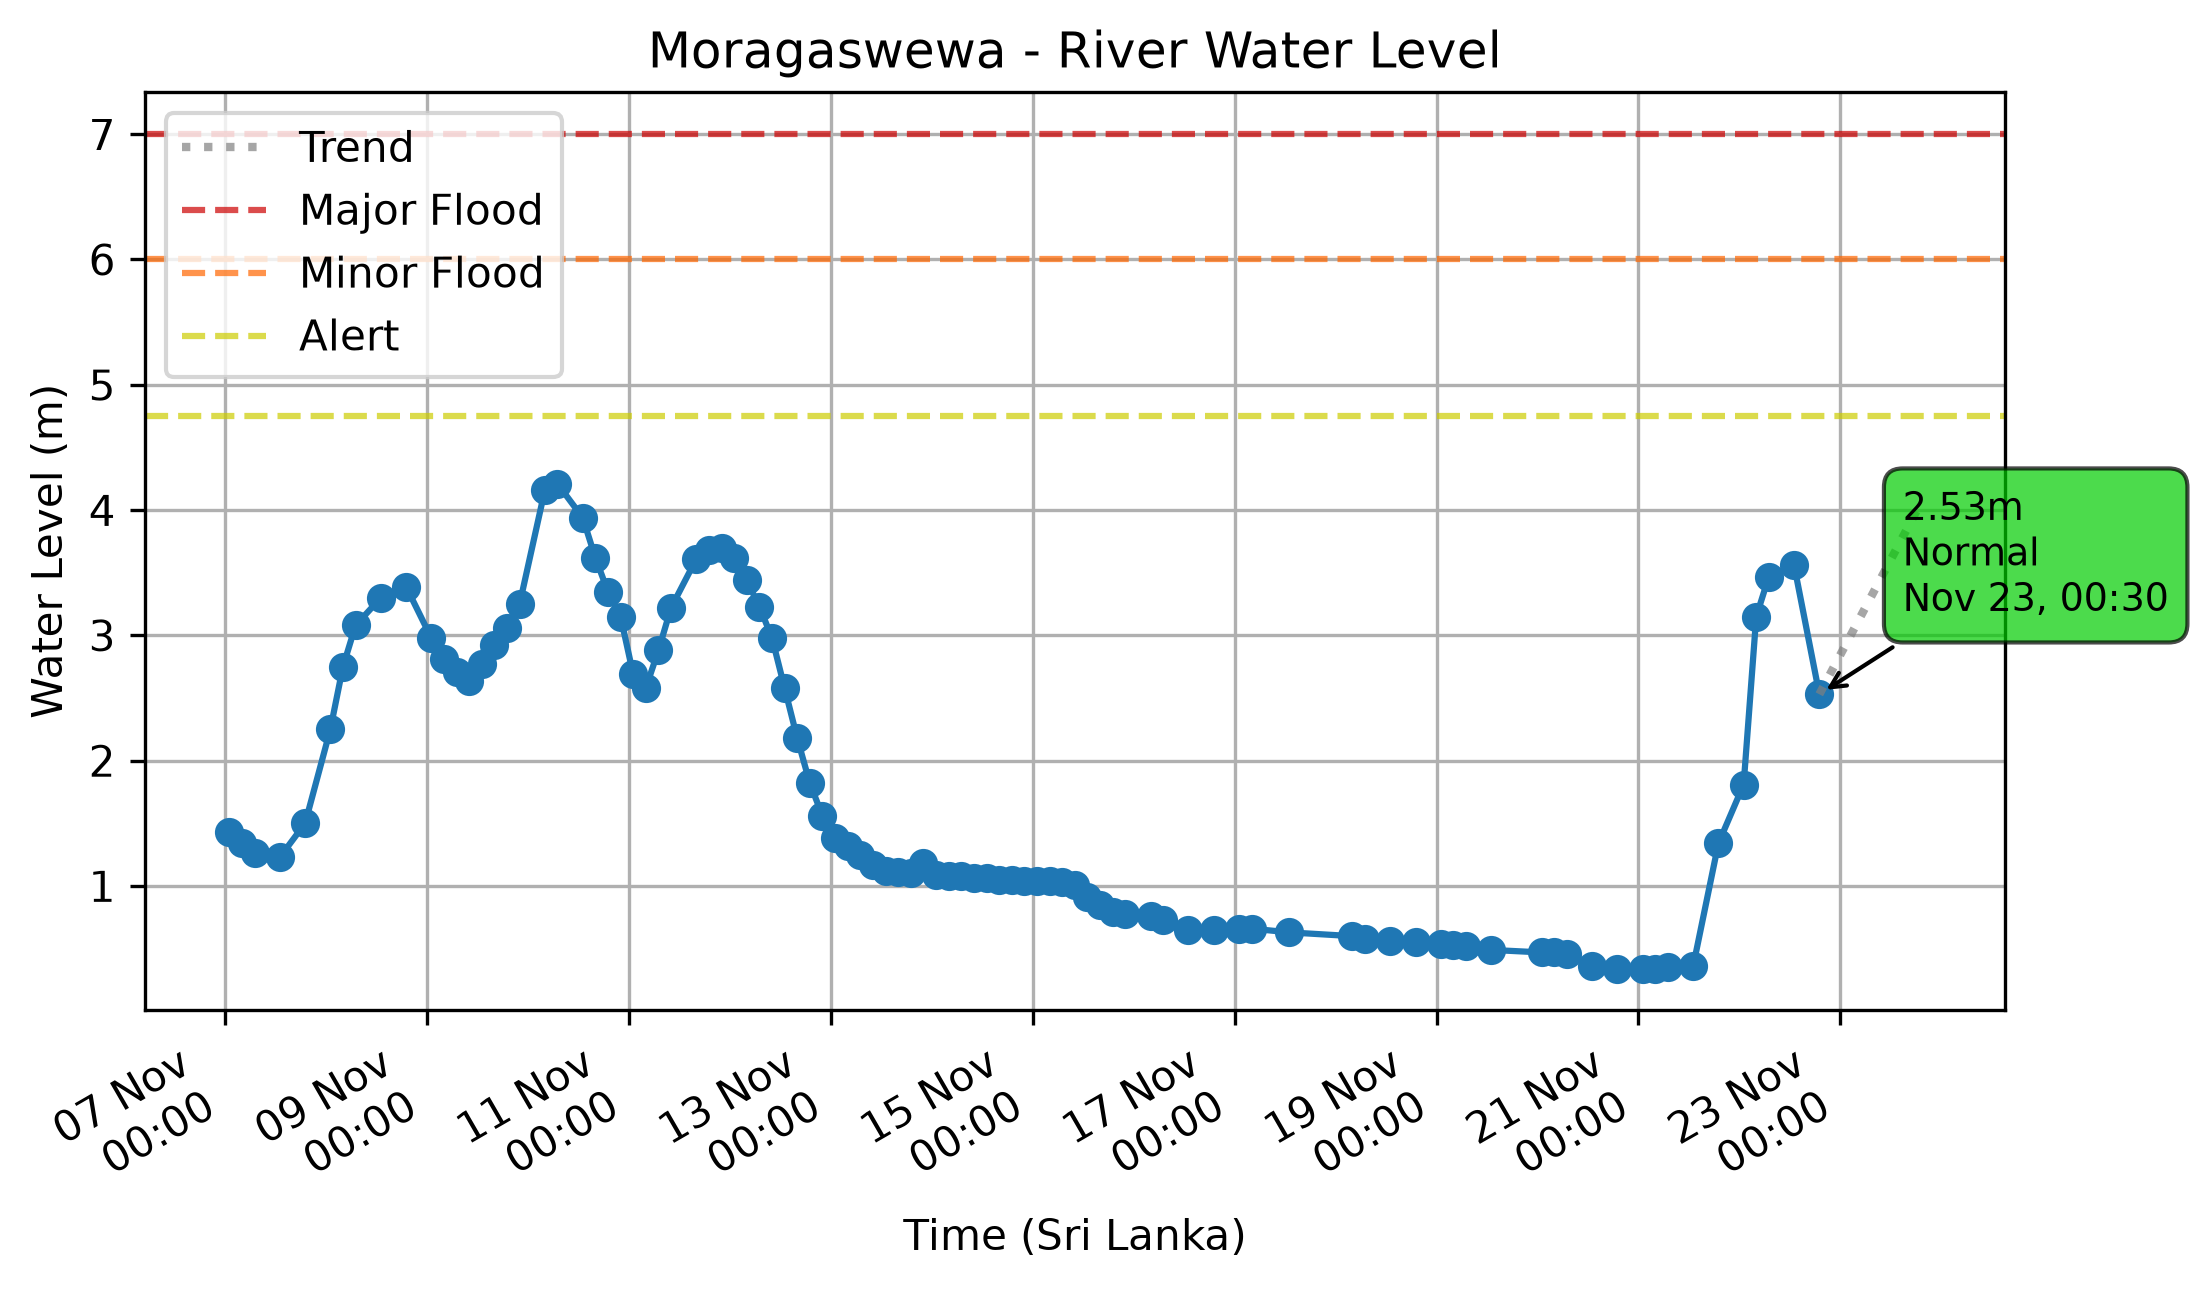 Moragaswewa - River Water Level
Trend
Major Flood
Minor Flood
Alert
7
6
5
4
3
2
1
Water Level (m)
2.53m
Normal
Nov 23, 00:30
07 Nov
00:00
09 Nov
00:00
11 Nov
00:00
13 Nov
00:00
15 Nov
00:00
17 Nov
00:00
19 Nov
00:00
21 Nov
00:00
23 Nov
00:00
Time (Sri Lanka)